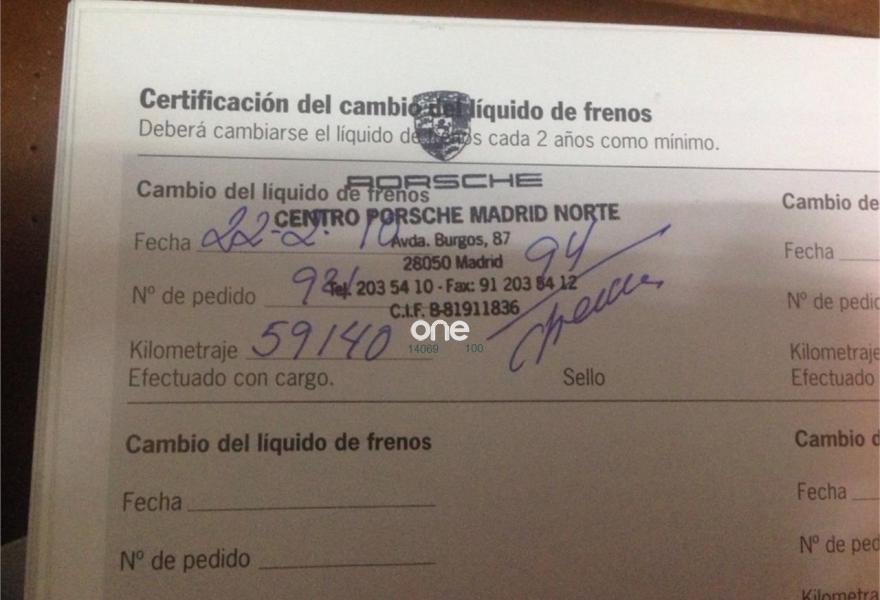 Certificación del cambio del líquido de frenos
Deberá cambiarse el líquido de frenos cada 2 años como mínimo.
PORSCHE
Cambio del líquido de frenos
CENTRO PORSCHE MADRID NORTE
Fecha 22-2-10
Avda. Burgos, 87
28050 Madrid
94
Nº de pedido
Tel. 203 54 10 - Fax: 91 203 54 12
C.I.F. B-81911836
Kilometraje 59140
one
14069 100
Efectuado con cargo.
Sello
Cambio del líquido de frenos
Fecha
Nº de pedido
Cambio de
Fecha
Nº de pedid
Kilometraje
Efectuado
Cambio d
Fecha
Nº de ped
Kilometra